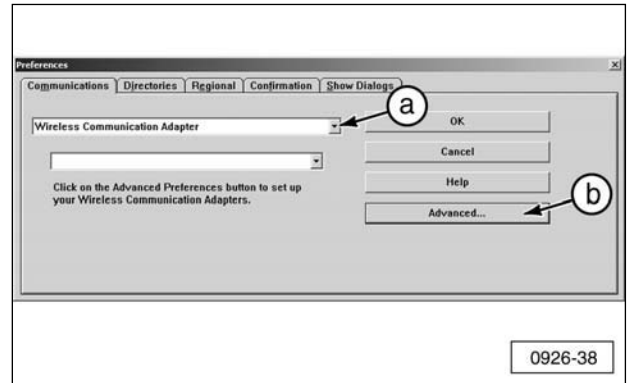 Preferences
Communications Directories Regional Confirmation Show Dialogs
a
Wireless Communication Adapter
OK
Cancel
Click on the Advanced Preferences button to set up
your Wireless Communication Adapters.
Help
b
Advanced...
0926-38